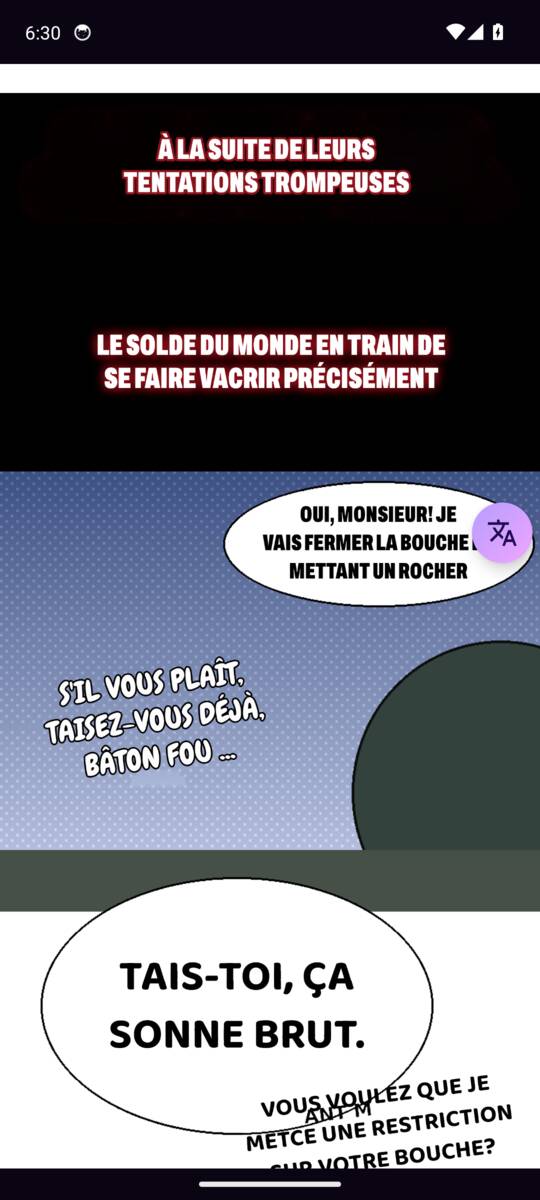 6:30
À LA SUITE DE LEURS
TENTATIONS TROMPEUSES
LE SOLDE DU MONDE EN TRAIN DE
SE FAIRE VACRIR PRÉCISÉMENT
OUI, MONSIEUR! JE
VAIS FERMER LA BOUCHE
METTANT UN ROCHER
S'IL VOUS PLAÎT,
TAISEZ-VOUS DÉJÀ,
BÂTON FOU ...
TAIS-TOI, ÇA
SONNE BRUT.
VOUS VOULEZ QUE JE
ANT M
METCE UNE RESTRICTION
SUR VOTRE BOUCHE?